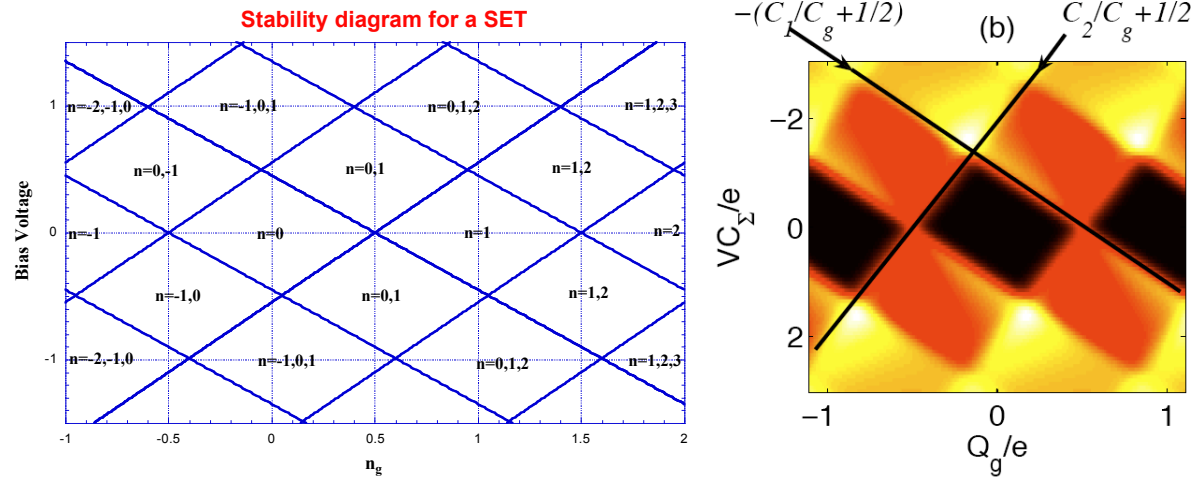 Stability diagram for a SET
n=-2,-1,0
n=-1,0,1
n=0,1,2
n=1,2,3
n=0,-1
n=0,1
n=1,2
n=-1
n=0
n=1
n=2
n=-1,0
n=0,1
n=1,2
n=-2,-1,0
n=-1,0,1
n=0,1,2
n=1,2,3
1
0
-1
-1
-0.5
0
0.5
1
1.5
2
Bias Voltage
n_g
-(C_1/C_g+1/2)
(b)
C_2/C_g+1/2
-2
0
2
VC_Σ/e
-1
0
1
Q_g/e